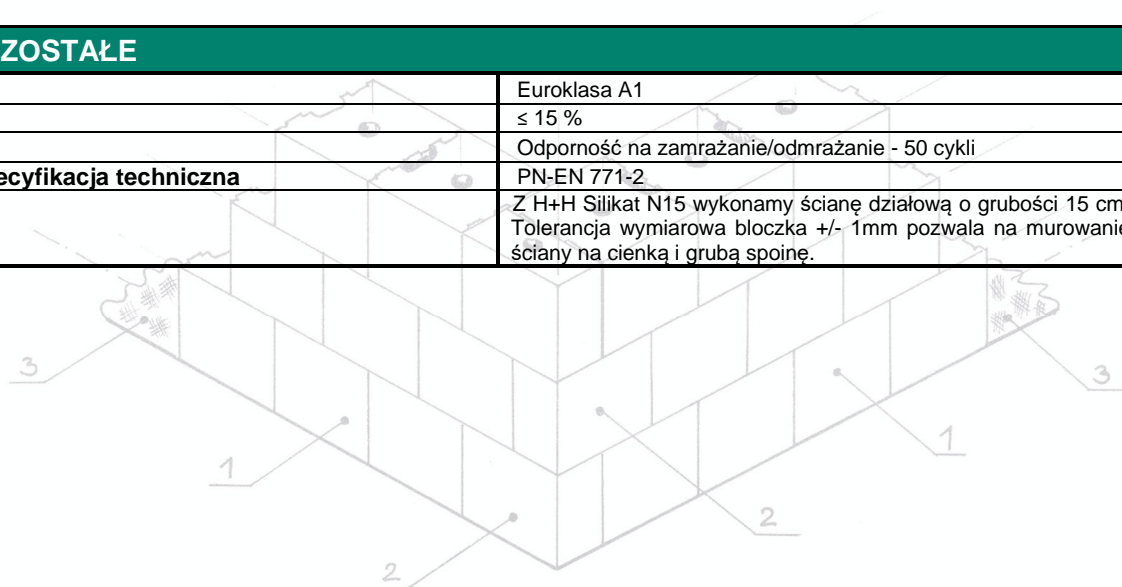 ZOSTAŁE
Euroklasa A1
≤ 15 %
Odporność na zamrażanie/odmrażanie - 50 cykli
ecyfikacja techniczna PN-EN 771-2
Z H+H Silikat N15 wykonamy ścianę działową o grubości 15 cm
Tolerancja wymiarowa bloczka +/- 1mm pozwala na murowanie
ściany na cienką i grubą spoinę.
3
3
1
1
2
2